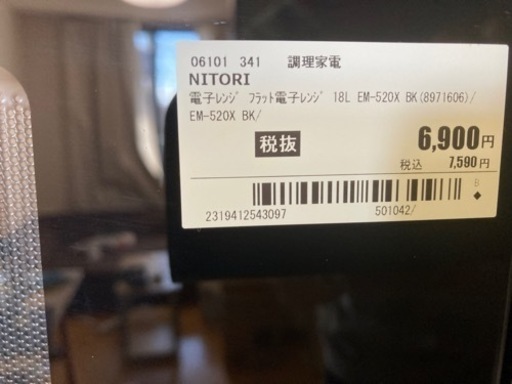 06101 341 調理家電
NITORI
電子ﾚﾝｼﾞ ﾌﾗｯﾄ電子ﾚﾝｼﾞ 18L EM-520X BK(8971606)/
EM-520X BK/
税抜 6,900円
税込 7,590円
B
◆
2319412543097 501042/